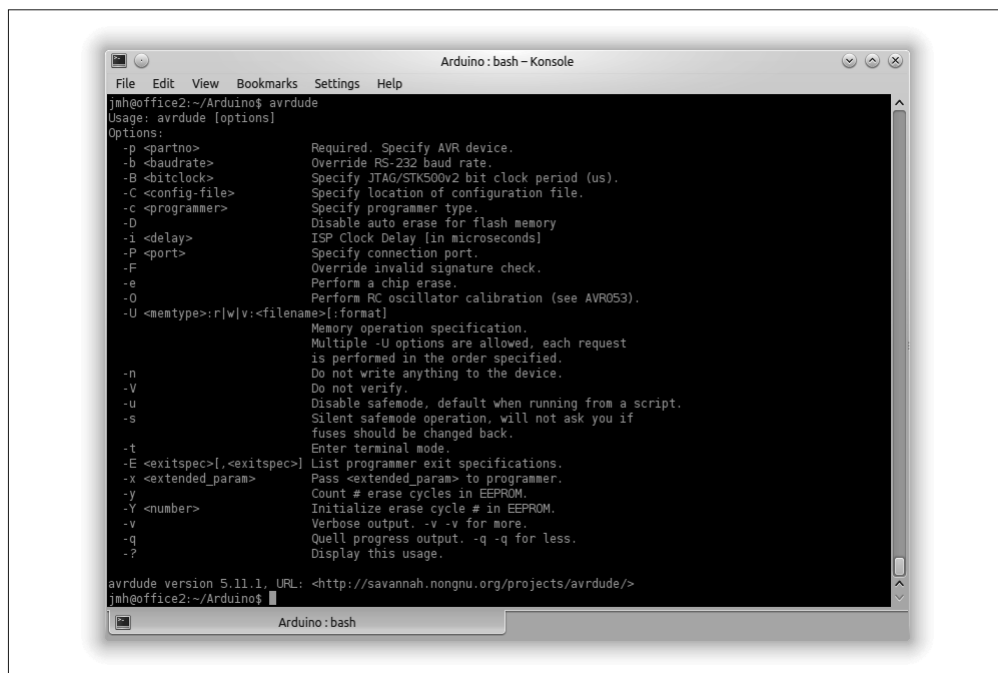 Arduino : bash – Konsole
File Edit View Bookmarks Settings Help
jmh@office2:~/Arduino$ avrdude
Usage: avrdude [options]
Options:
  -p <partno>                Required. Specify AVR device.
  -b <baudrate>              Override RS-232 baud rate.
  -B <bitclock>              Specify JTAG/STK500v2 bit clock period (us).
  -C <config-file>           Specify location of configuration file.
  -c <programmer>            Specify programmer type.
  -D                         Disable auto erase for flash memory
  -i <delay>                 ISP Clock Delay [in microseconds]
  -P <port>                  Specify connection port.
  -F                         Override invalid signature check.
  -e                         Perform a chip erase.
  -O                         Perform RC oscillator calibration (see AVR053).
  -U <memtype>:r|w|v:<filename>[:format]
                             Memory operation specification.
                             Multiple -U options are allowed, each request
                             is performed in the order specified.
  -n                         Do not write anything to the device.
  -V                         Do not verify.
  -u                         Disable safemode, default when running from a script.
  -s                         Silent safemode operation, will not ask you if
                             fuses should be changed back.
  -t                         Enter terminal mode.
  -E <exitspec>[,<exitspec>] List programmer exit specifications.
  -x <extended_param>        Pass <extended_param> to programmer.
  -y                         Count # erase cycles in EEPROM.
  -Y <number>                Initialize erase cycle # in EEPROM.
  -v                         Verbose output. -v -v for more.
  -q                         Quell progress output. -q -q for less.
  -?                         Display this usage.
avrdude version 5.11.1, URL: <http://savannah.nongnu.org/projects/avrdude/>
jmh@office2:~/Arduino$
Arduino : bash